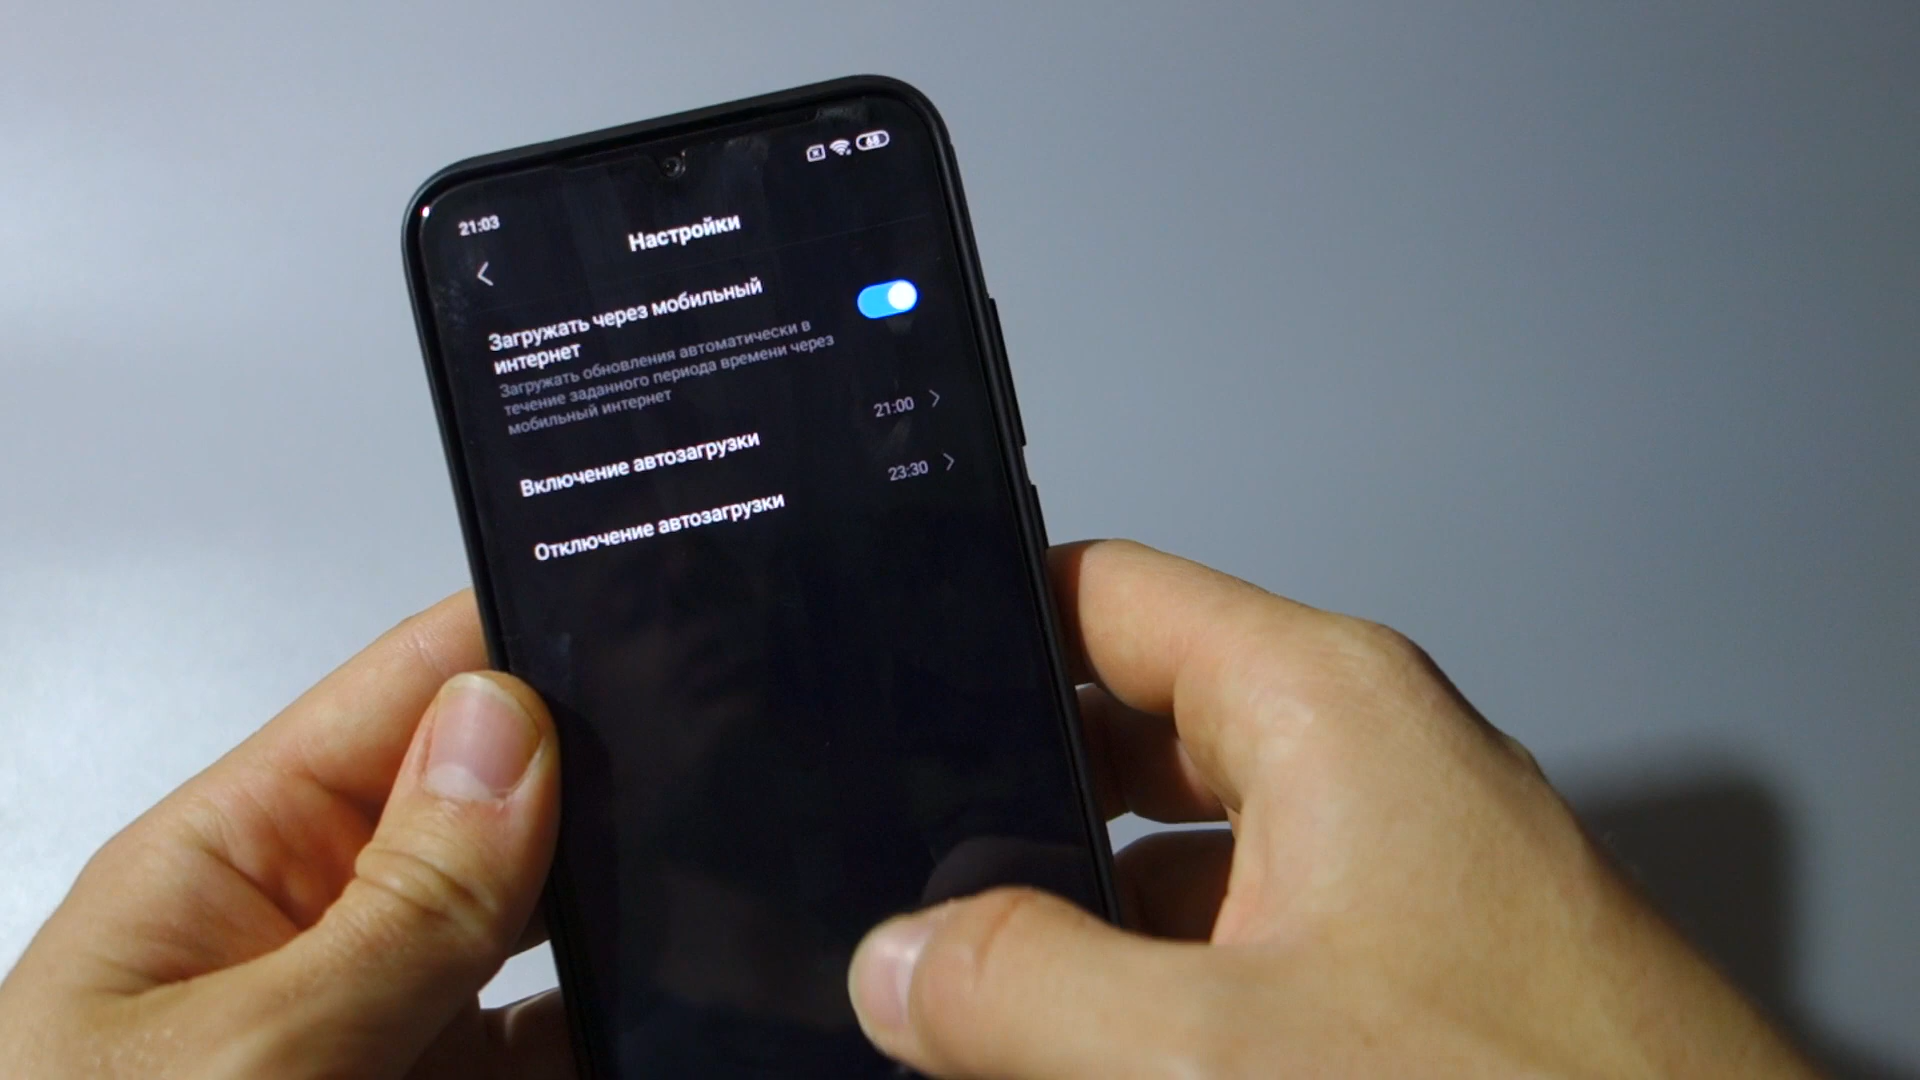 21:03
68
Настройки
Загружать через мобильный
интернет
Загружать обновления автоматически в
течение заданного периода времени через
мобильный интернет
Включение автозагрузки
21:00
Отключение автозагрузки
23:30